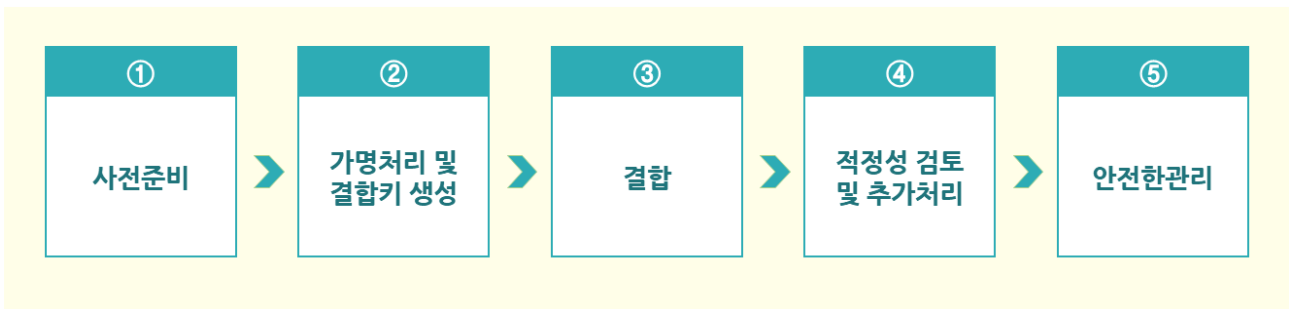 ①
사전준비
②
가명처리 및
결합키 생성
③
결합
④
적정성 검토
및 추가처리
⑤
안전한관리